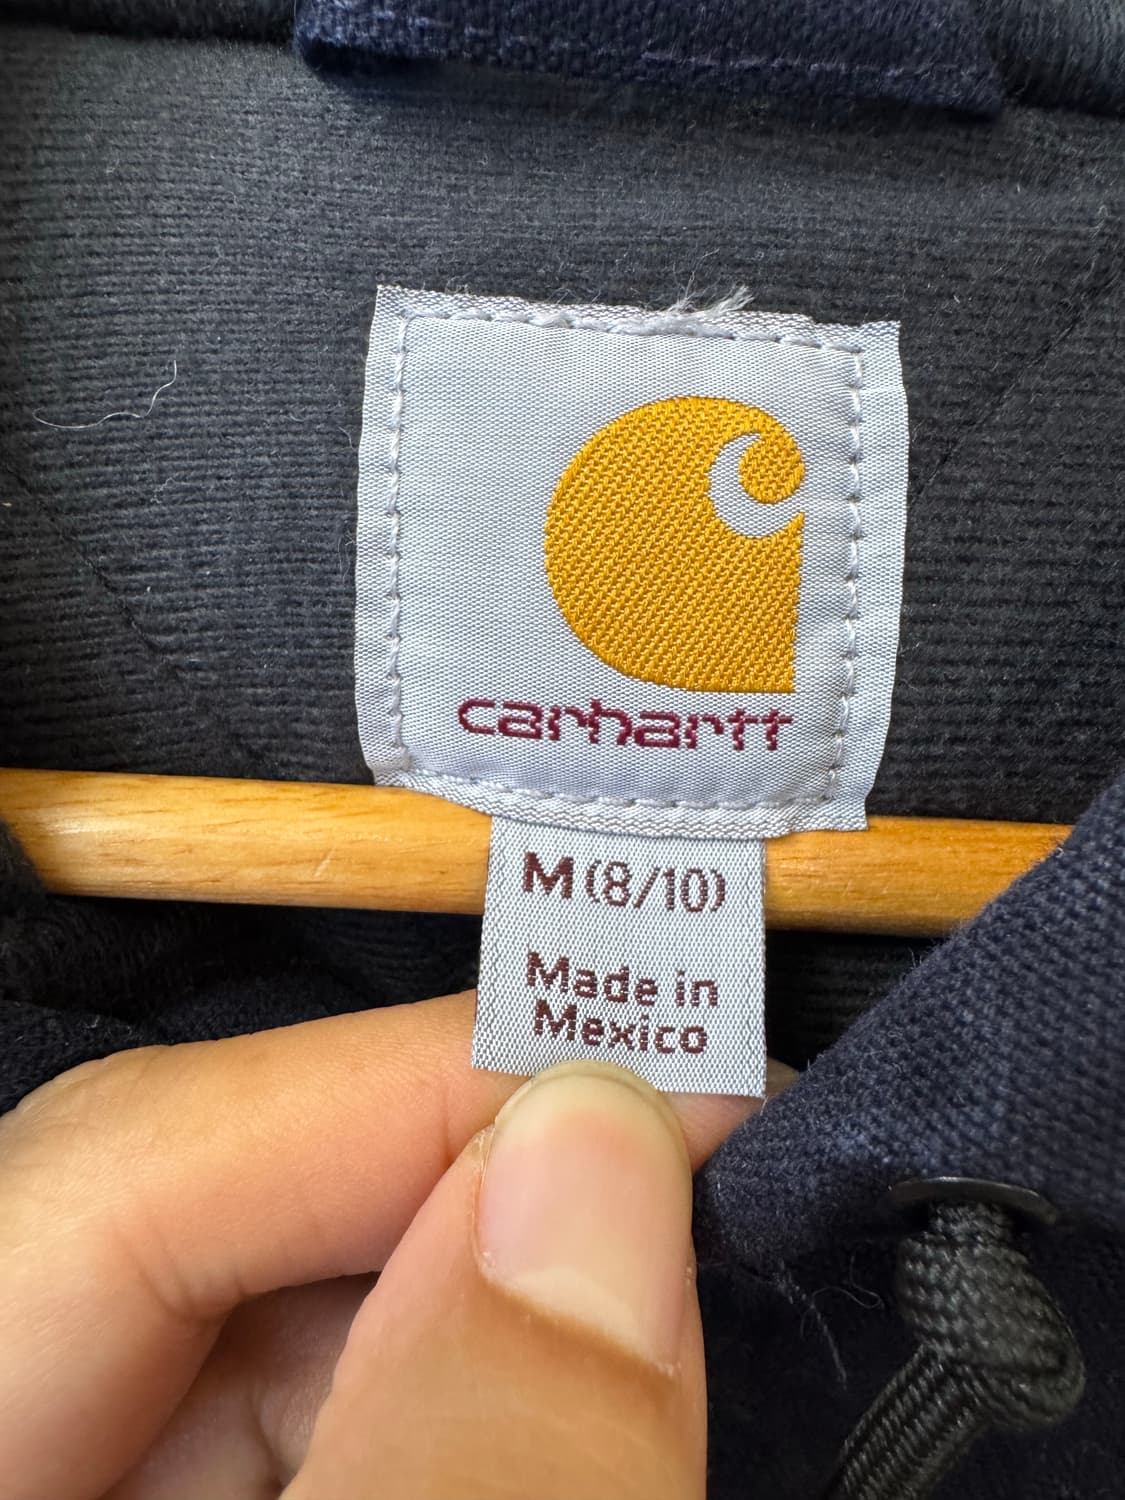 carhartt
M (8/10)
Made in
Mexico